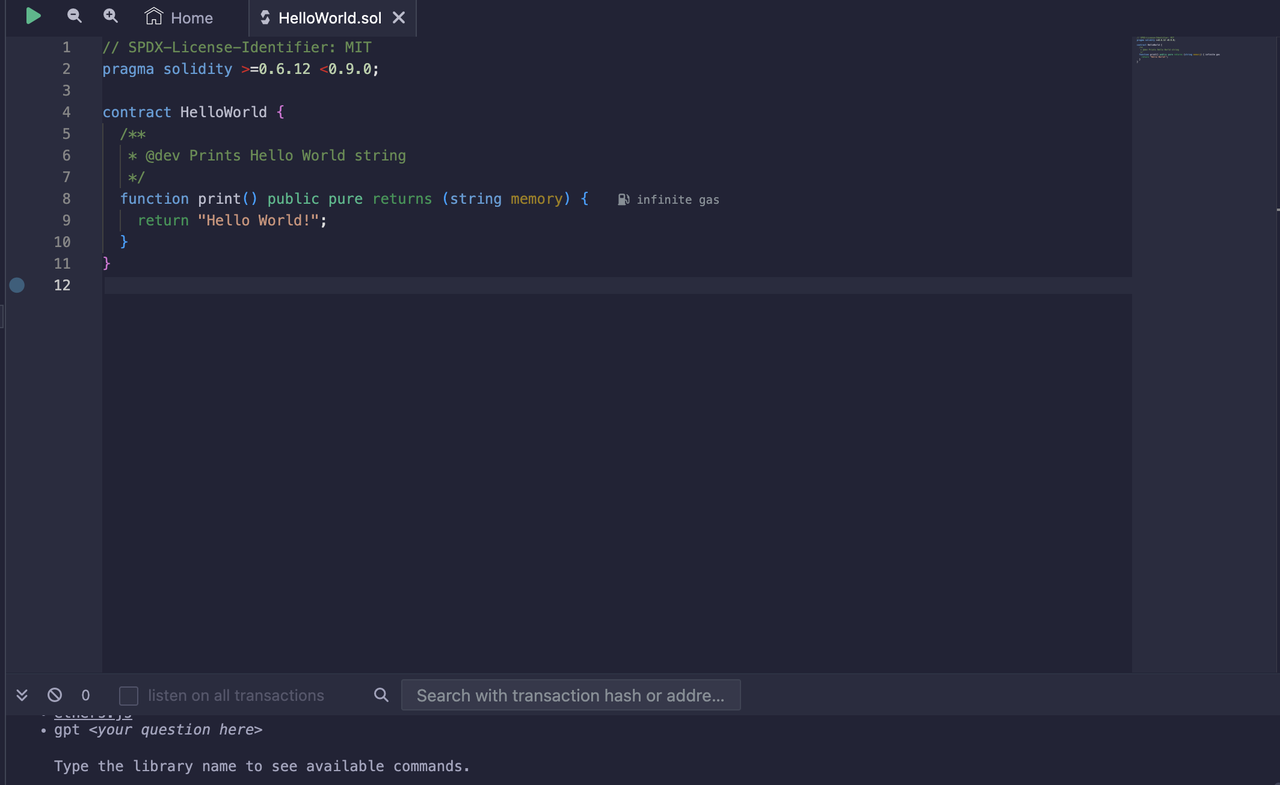 Home
HelloWorld.sol
1 // SPDX-License-Identifier: MIT
2 pragma solidity >=0.6.12 <0.9.0;
3
4 contract HelloWorld {
5 /**
6 * @dev Prints Hello World string
7 */
8 function print() public pure returns (string memory) { infinite gas
9 return "Hello World!";
10 }
11 }
12
0 listen on all transactions Search with transaction hash or addre...
• ethers.js
• gpt <your question here>
Type the library name to see available commands.